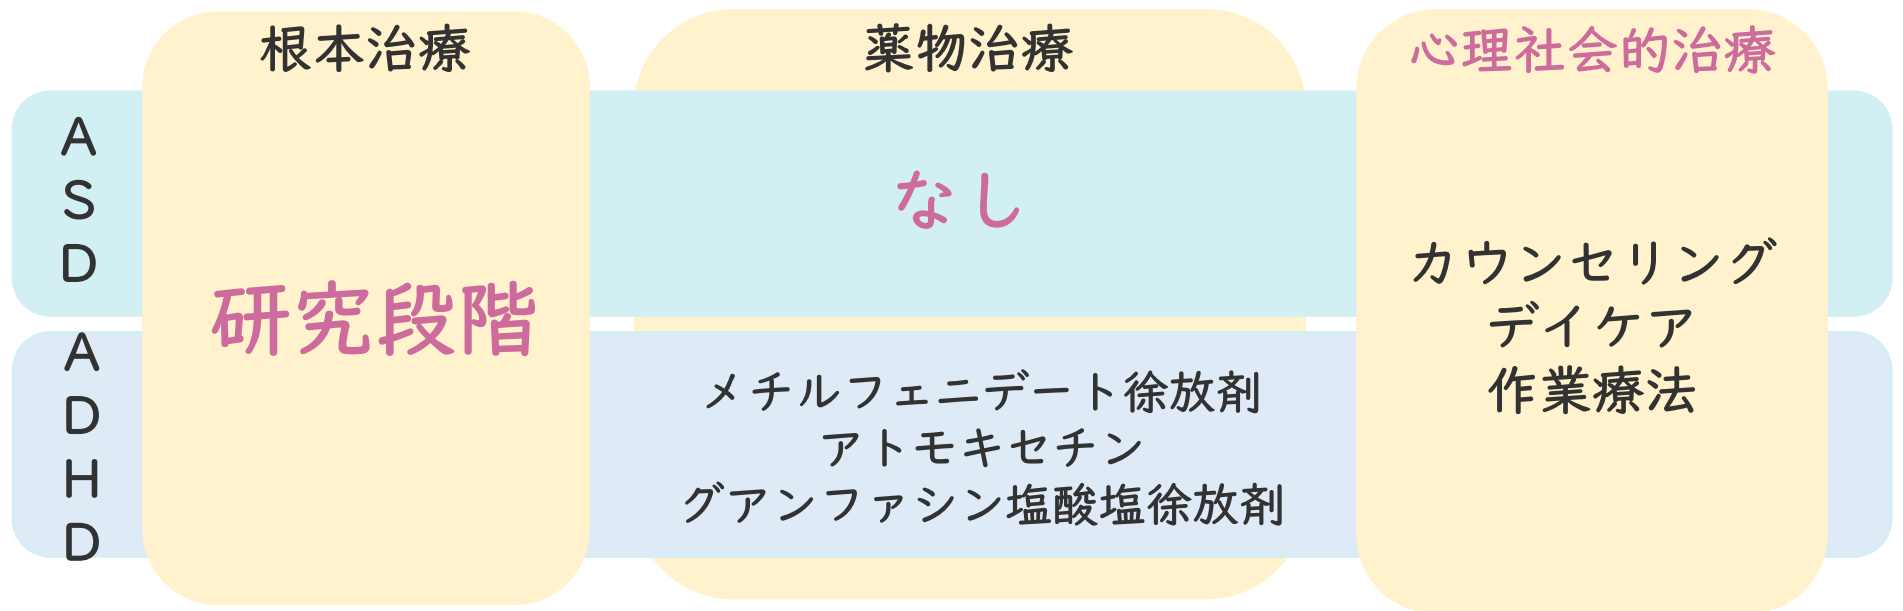 根本治療
薬物治療
心理社会的治療
ASD
なし
研究段階
ADHD
メチルフェニデート徐放剤
アトモキセチン
グアンファシン塩酸塩徐放剤
カウンセリング
デイケア
作業療法